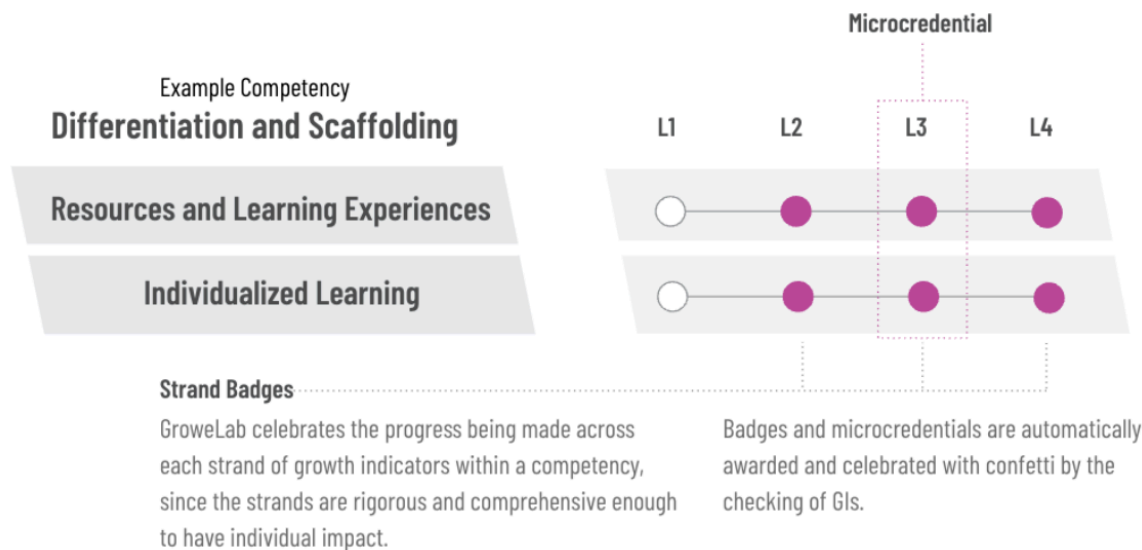 Microcredential
Example Competency
Differentiation and Scaffolding
L1
L2
L3
L4
Resources and Learning Experiences
Individualized Learning
Strand Badges
GroweLab celebrates the progress being made across
each strand of growth indicators within a competency,
since the strands are rigorous and comprehensive enough
to have individual impact.
Badges and microcredentials are automatically
awarded and celebrated with confetti by the
checking of GIs.